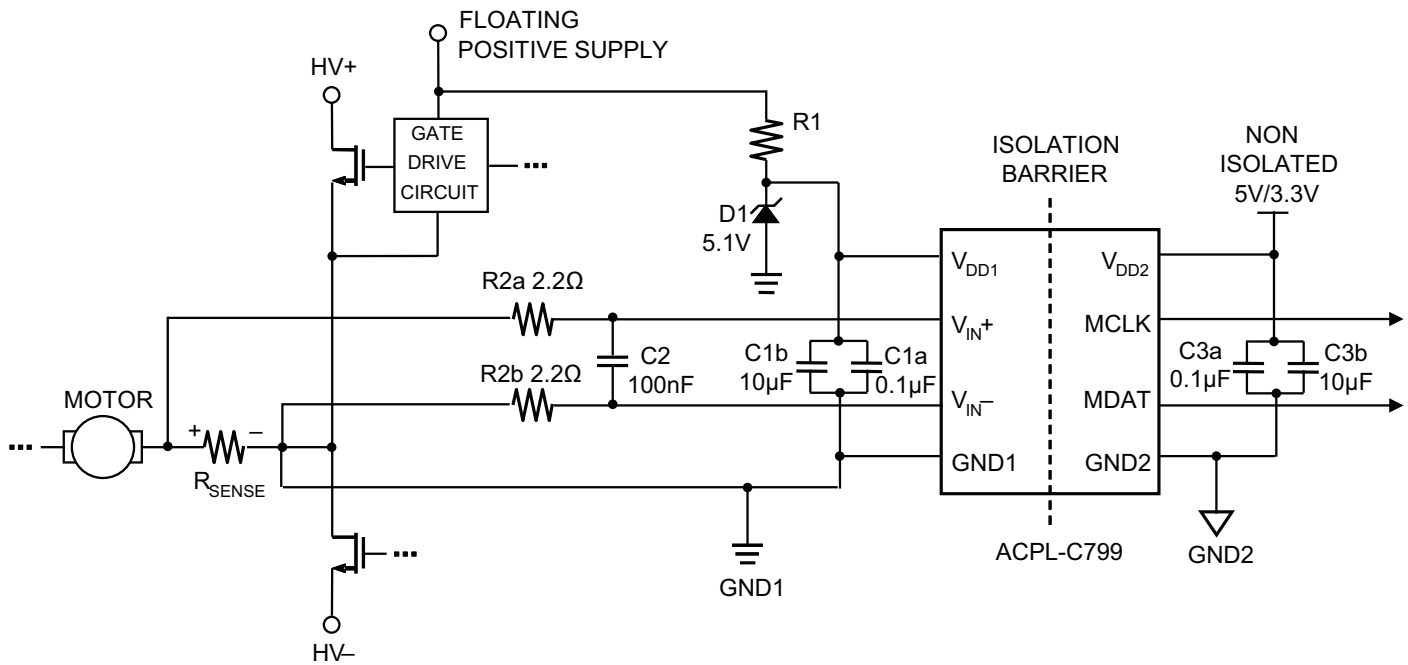 FLOATING
POSITIVE SUPPLY
HV+
GATE
DRIVE
CIRCUIT
R1
ISOLATION
BARRIER
NON
ISOLATED
5V/3.3V
D1
5.1V
R2a 2.2Ω
VDD1
VDD2
VIN+
MCLK
C2
100nF
R2b 2.2Ω
C1b
10µF
C1a
0.1µF
C3a
0.1µF
C3b
10µF
MOTOR
+
–
VIN–
MDAT
RSENSE
GND1
GND2
ACPL-C799
GND2
GND1
HV–